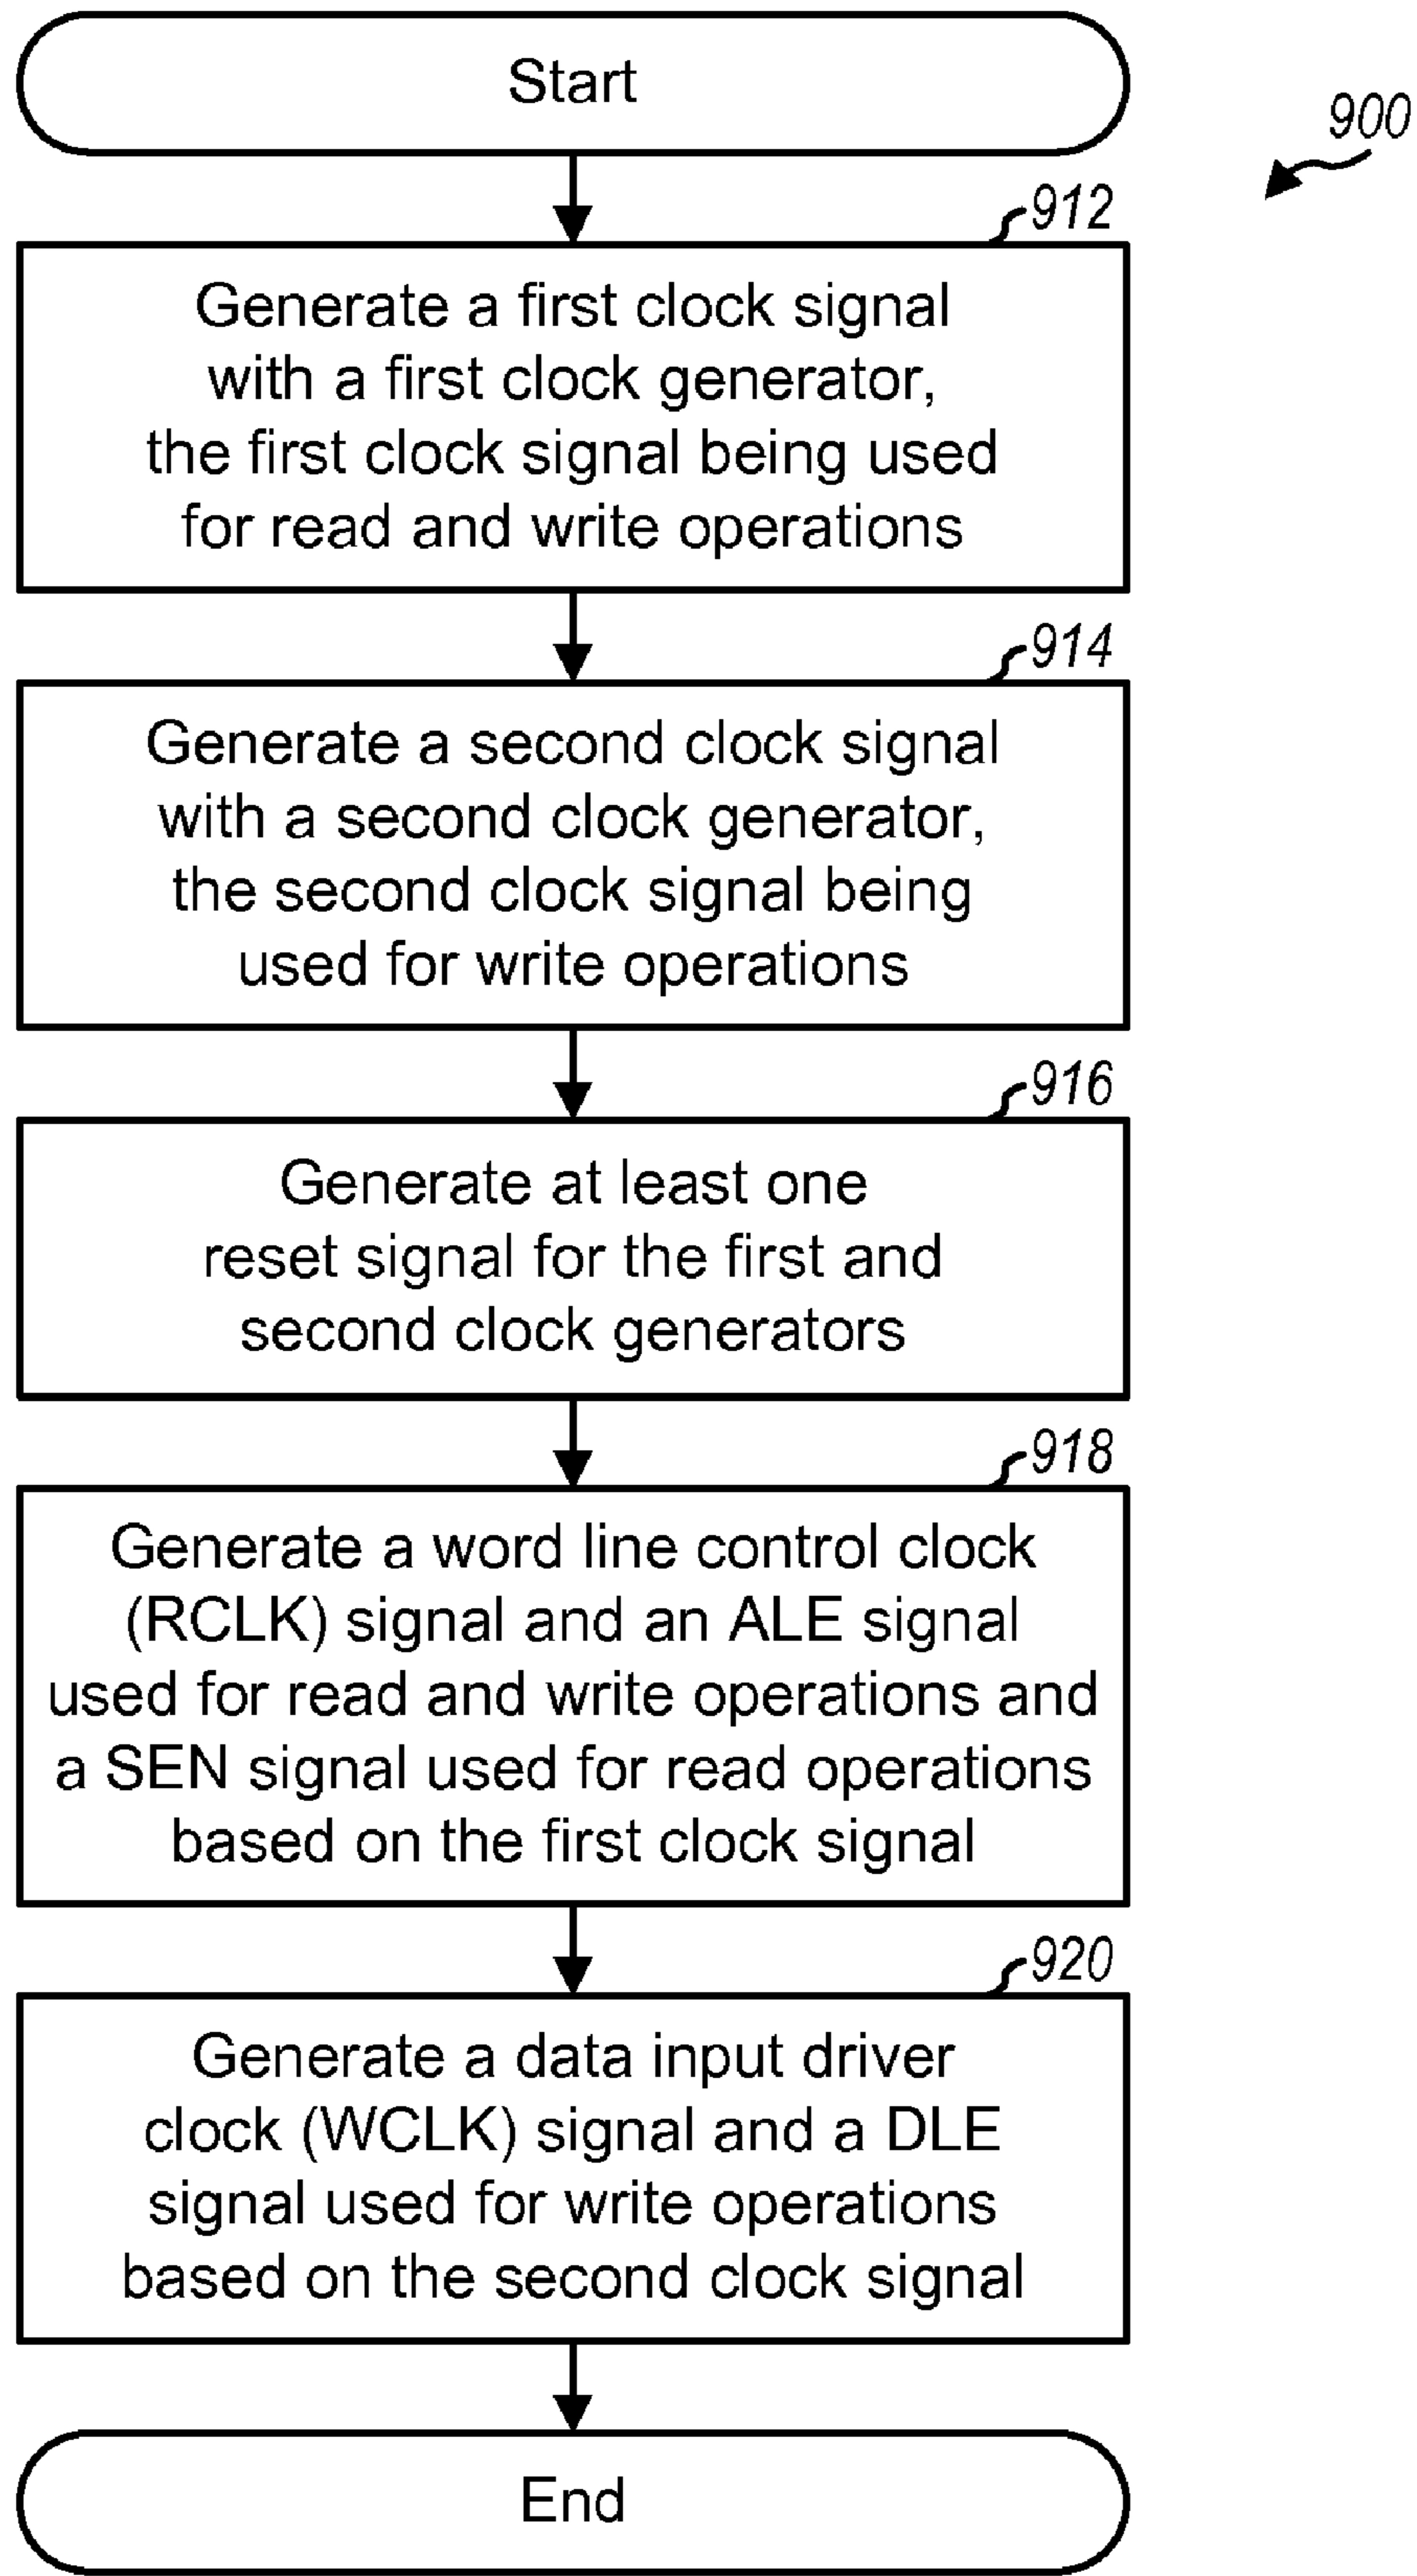 Start
900
912
Generate a first clock signal
with a first clock generator,
the first clock signal being used
for read and write operations
914
Generate a second clock signal
with a second clock generator,
the second clock signal being
used for write operations
916
Generate at least one
reset signal for the first and
second clock generators
918
Generate a word line control clock
(RCLK) signal and an ALE signal
used for read and write operations and
a SEN signal used for read operations
based on the first clock signal
920
Generate a data input driver
clock (WCLK) signal and a DLE
signal used for write operations
based on the second clock signal
End